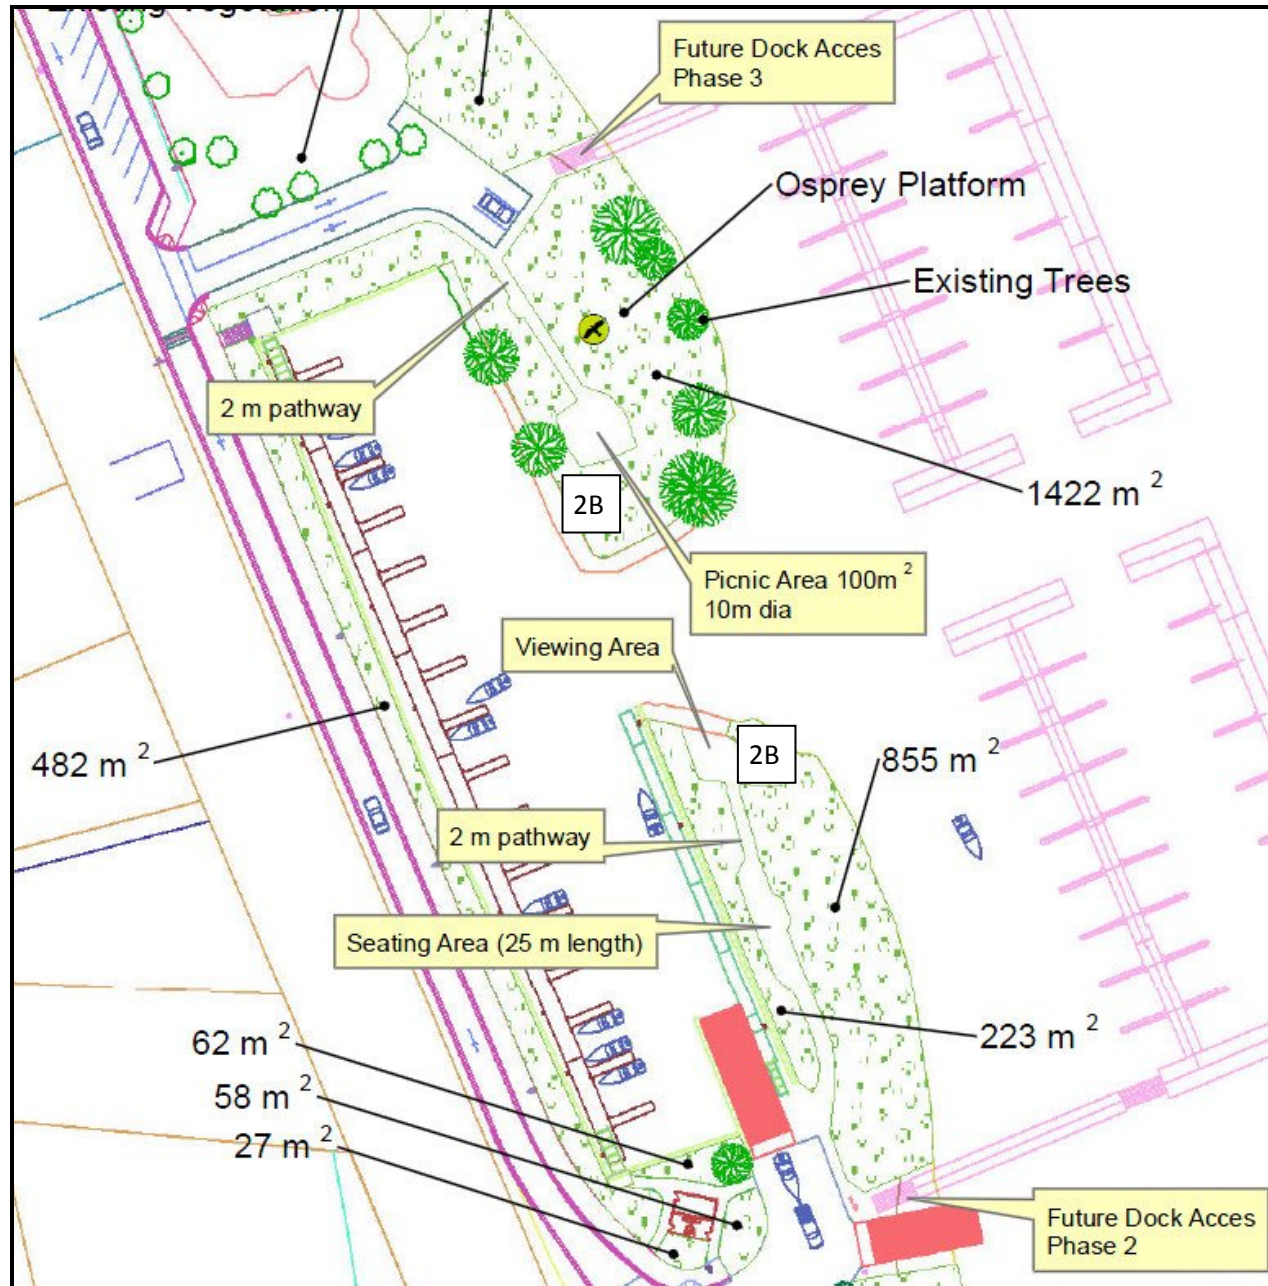 Existing Vegetation
Future Dock Acces
Phase 3
Osprey Platform
Existing Trees
2 m pathway
1422 m 2
2B
Picnic Area 100m 2
10m dia
Viewing Area
482 m 2
2B
855 m 2
2 m pathway
Seating Area (25 m length)
62 m 2
223 m 2
58 m 2
27 m 2
Future Dock Acces
Phase 2